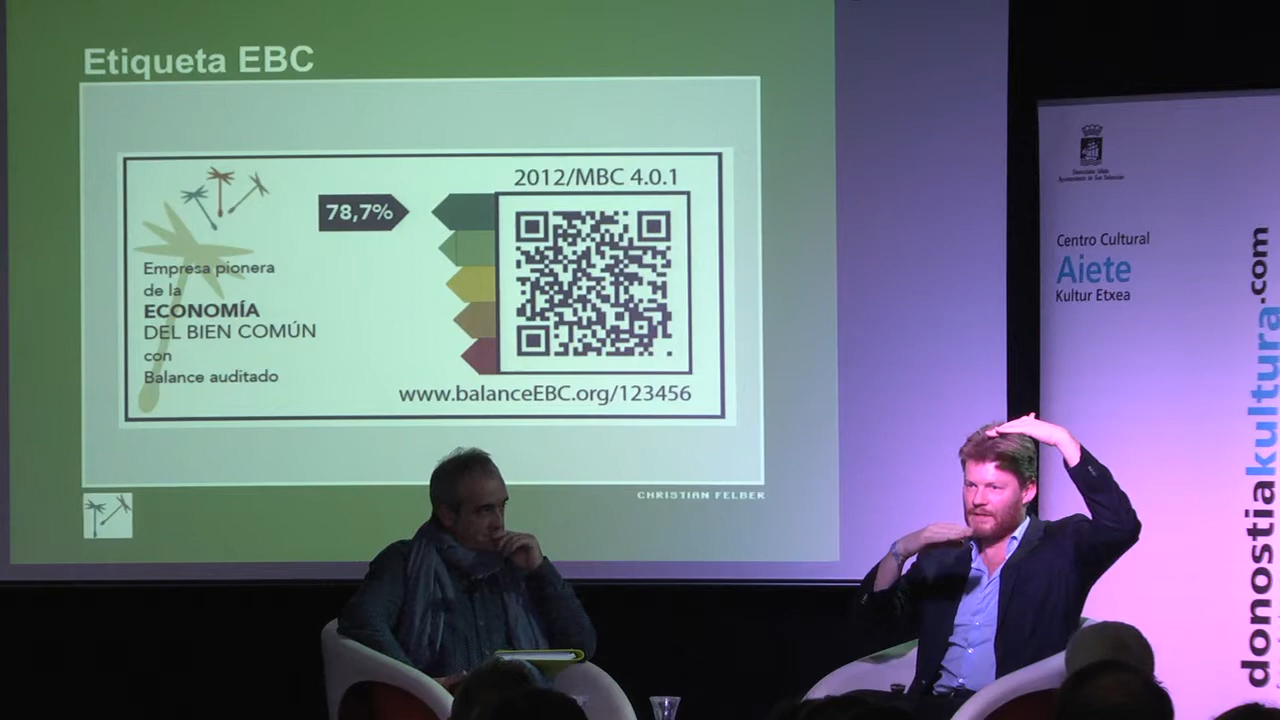 Etiqueta EBC
2012/MBC 4.0.1
78,7%
Empresa pionera
de la
ECONOMÍA
DEL BIEN COMÚN
con
Balance auditado
www.balanceEBC.org/123456
CHRISTIAN FELBER
Centro Cultural
Aiete
Kultur Etxea
donostiakultura.com